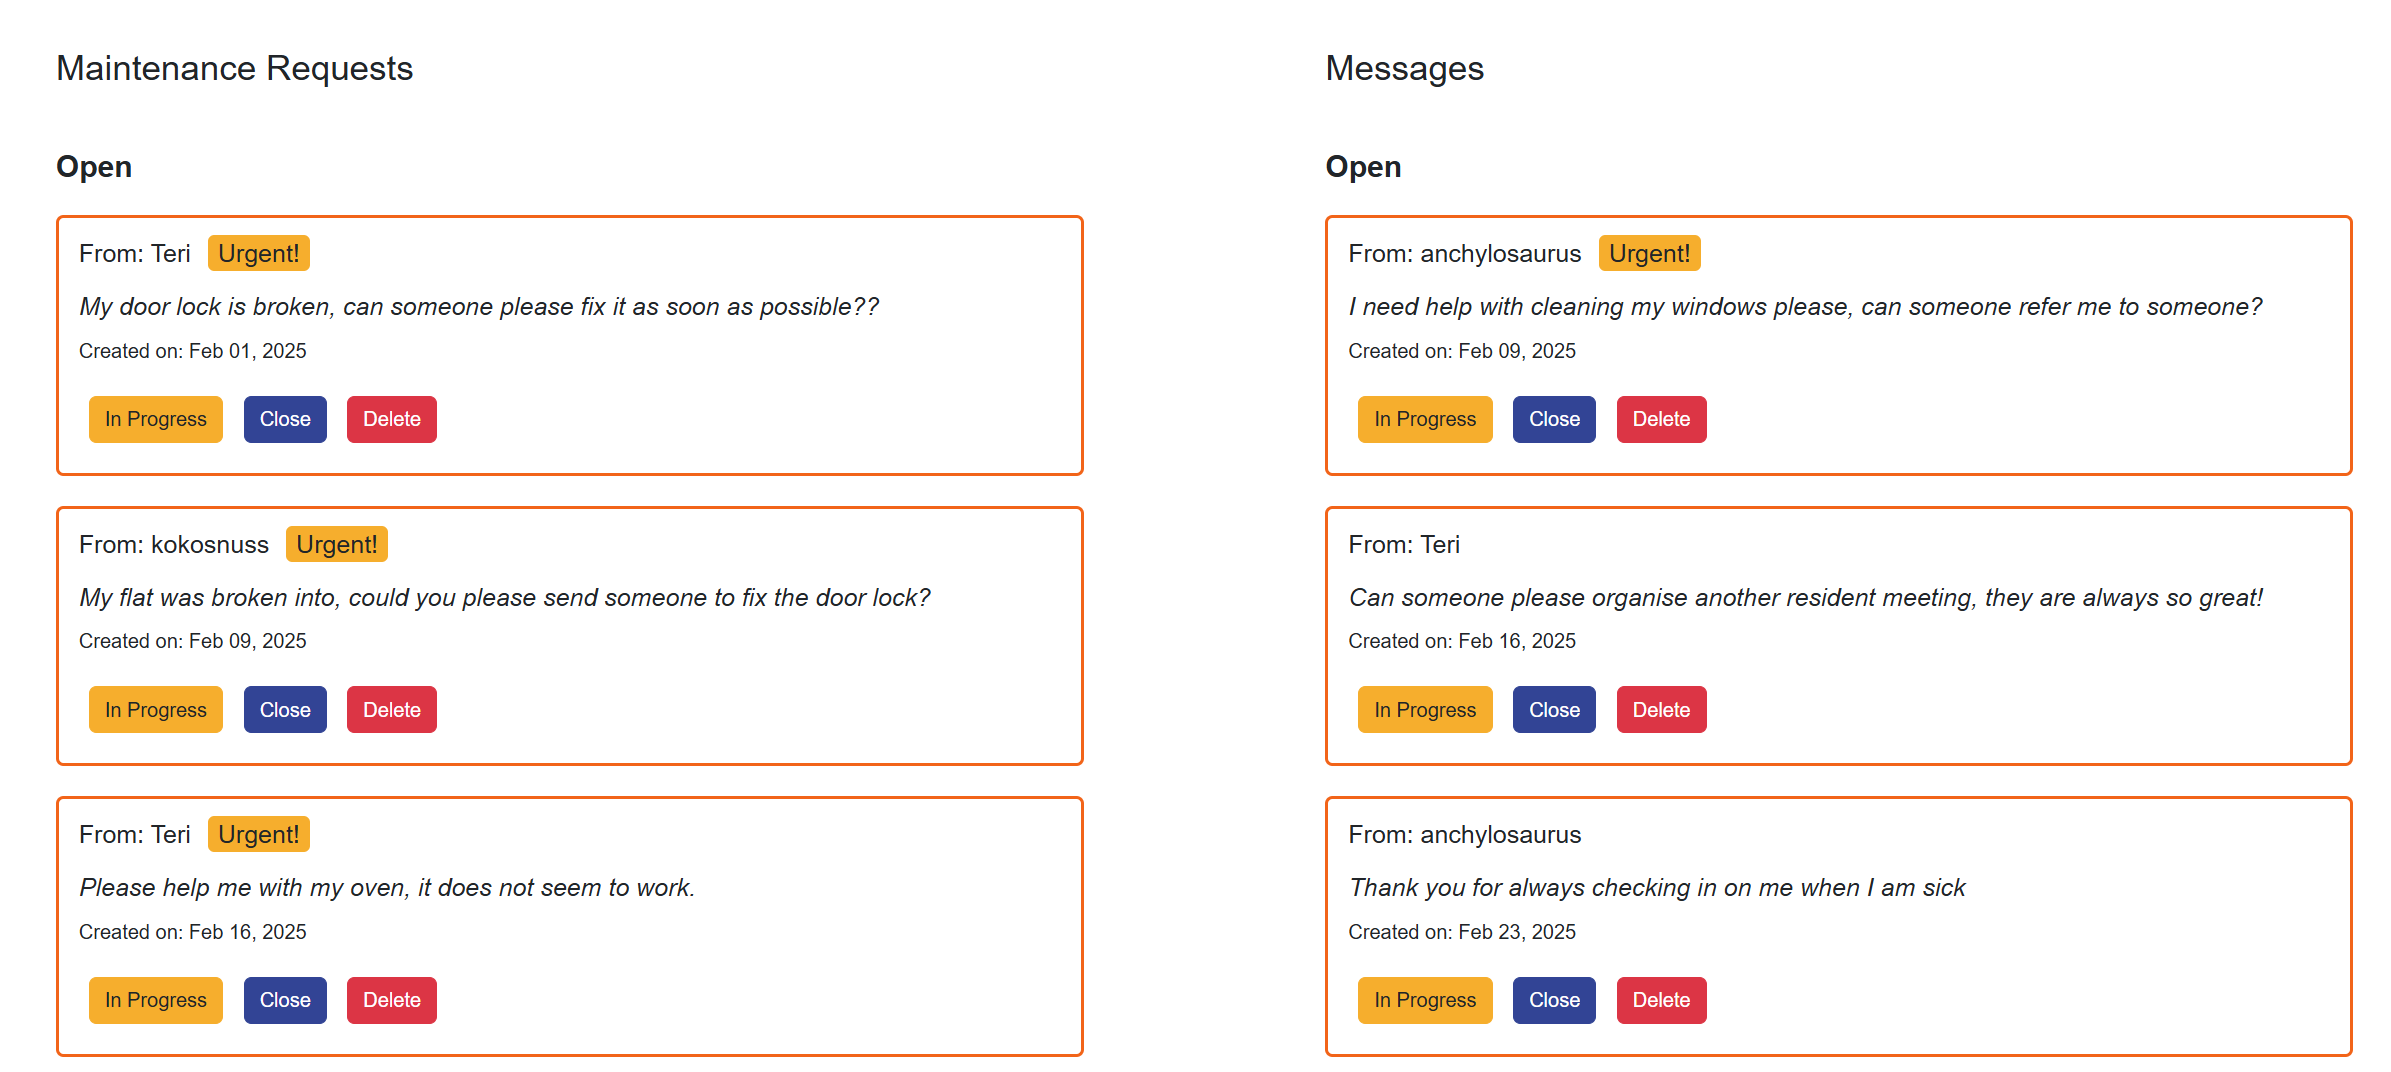 Maintenance Requests
Open
From: Teri Urgent!
My door lock is broken, can someone please fix it as soon as possible??
Created on: Feb 01, 2025
In Progress Close Delete
From: kokosnuss Urgent!
My flat was broken into, could you please send someone to fix the door lock?
Created on: Feb 09, 2025
In Progress Close Delete
From: Teri Urgent!
Please help me with my oven, it does not seem to work.
Created on: Feb 16, 2025
In Progress Close Delete
Messages
Open
From: anchylosaurus Urgent!
I need help with cleaning my windows please, can someone refer me to someone?
Created on: Feb 09, 2025
In Progress Close Delete
From: Teri
Can someone please organise another resident meeting, they are always so great!
Created on: Feb 16, 2025
In Progress Close Delete
From: anchylosaurus
Thank you for always checking in on me when I am sick
Created on: Feb 23, 2025
In Progress Close Delete